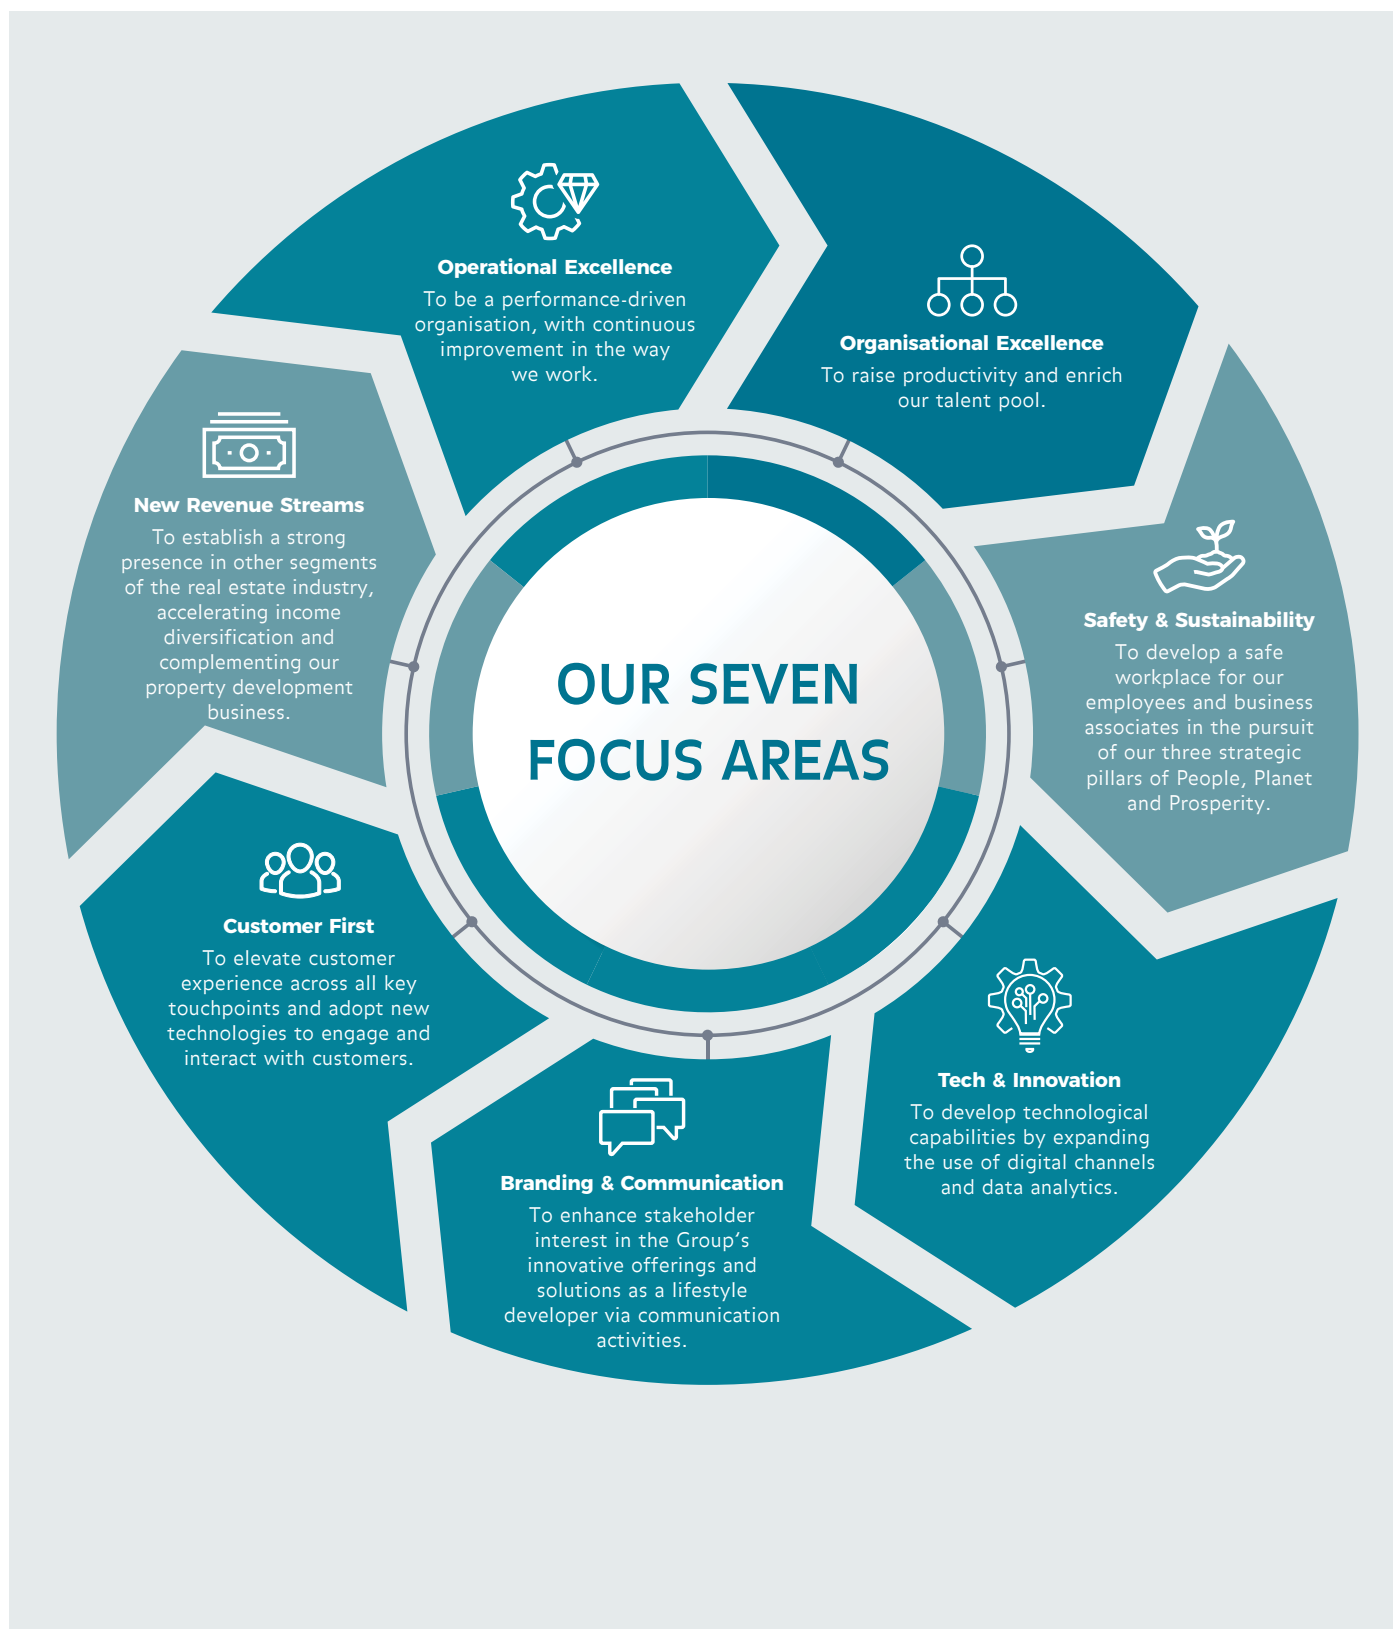 Operational Excellence
To be a performance-driven
organisation, with continuous
improvement in the way
we work.
Organisational Excellence
To raise productivity and enrich
our talent pool.
New Revenue Streams
To establish a strong
presence in other segments
of the real estate industry,
accelerating income
diversification and
complementing our
property development
business.
Safety & Sustainability
To develop a safe
workplace for our
employees and business
associates in the pursuit
of our three strategic
pillars of People, Planet
and Prosperity.
OUR SEVEN
FOCUS AREAS
Customer First
To elevate customer
experience across all key
touchpoints and adopt new
technologies to engage and
interact with customers.
Tech & Innovation
To develop technological
capabilities by expanding
the use of digital channels
and data analytics.
Branding & Communication
To enhance stakeholder
interest in the Group’s
innovative offerings and
solutions as a lifestyle
developer via communication
activities.